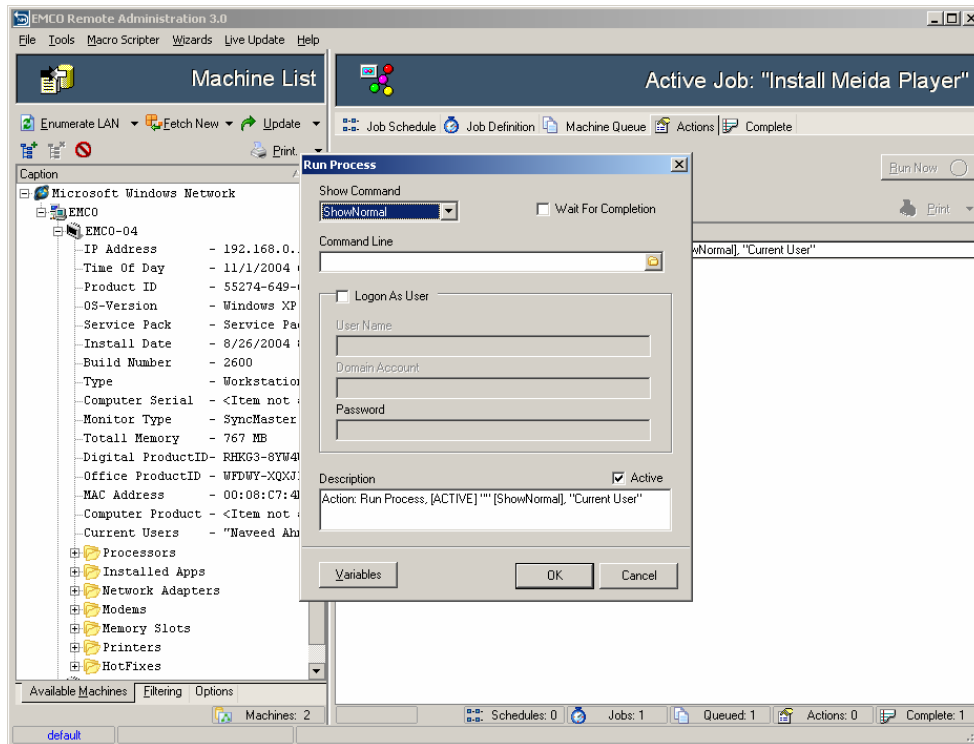 EMCO Remote Administration 3.0
File Tools Macro Scripter Wizards Live Update Help
Machine List
Active Job: "Install Meida Player"
Enumerate LAN Fetch New Update
Job Schedule Job Definition Machine Queue Actions Complete
Print
Run Now
Print
Caption
Microsoft Windows Network
EMCO
EMCO-04
IP Address - 192.168.0.
Time Of Day - 11/1/2004
Product ID - 55274-649-
OS-Version - Windows XP
Service Pack - Service Pa
Install Date - 8/26/2004
Build Number - 2600
Type - Workstation
Computer Serial - <Item not
Monitor Type - SyncMaster
Totall Memory - 767 MB
Digital ProductID- RHKG3-8YW4
Office ProductID - WFDWY-XQXJ
MAC Address - 00:08:C7:4
Computer Product - <Item not
Current Users - "Naveed Ah
Processors
Installed Apps
Network Adapters
Modems
Memory Slots
Printers
HotFixes
Available Machines Filtering Options
Run Process
Show Command
ShowNormal
Wait For Completion
Command Line
wNormal], "Current User"
Logon As User
User Name
Domain Account
Password
Description
Active
Action: Run Process, [ACTIVE] "" [ShowNormal], "Current User"
Variables OK Cancel
Machines: 2
Schedules: 0 Jobs: 1 Queued: 1 Actions: 0 Complete: 1
default